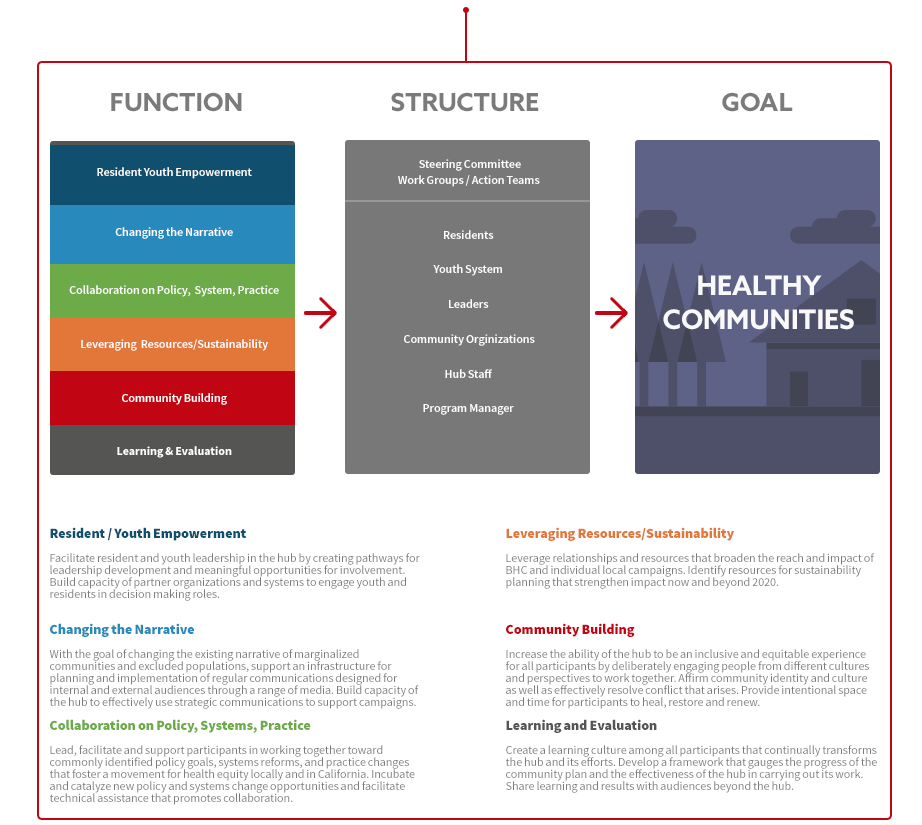 FUNCTION
STRUCTURE
GOAL
Resident Youth Empowerment
Changing the Narrative
Collaboration on Policy, System, Practice
Leveraging Resources/Sustainability
Community Building
Learning & Evaluation
Steering Committee
Work Groups / Action Teams
Residents
Youth System
Leaders
Community Orginizations
Hub Staff
Program Manager
HEALTHY
COMMUNITIES
Resident / Youth Empowerment
Facilitate resident and youth leadership in the hub by creating pathways for
leadership development and meaningful opportunities for involvement.
Build capacity of partner organizations and systems to engage youth and
residents in decision making roles.
Changing the Narrative
With the goal of changing the existing narrative of marginalized
communities and excluded populations, support an infrastructure for
planning and implementation of regular communications designed for
internal and external audiences through a range of media. Build capacity of
the hub to effectively use strategic communications to support campaigns.
Collaboration on Policy, Systems, Practice
Lead, facilitate and support participants in working together toward
commonly identified policy goals, systems reforms, and practice changes
that foster a movement for health equity locally and in California. Incubate
and catalyze new policy and systems change opportunities and facilitate
technical assistance that promotes collaboration.
Leveraging Resources/Sustainability
Leverage relationships and resources that broaden the reach and impact of
BHC and individual local campaigns. Identify resources for sustainability
planning that strengthen impact now and beyond 2020.
Community Building
Increase the ability of the hub to be an inclusive and equitable experience
for all participants by deliberately engaging people from different cultures
and perspectives to work together. Affirm community identity and culture
as well as effectively resolve conflict that arises. Provide intentional space
and time for participants to heal, restore and renew.
Learning and Evaluation
Create a learning culture among all participants that continually transforms
the hub and its efforts. Develop a framework that gauges the progress of the
community plan and the effectiveness of the hub in carrying out its work.
Share learning and results with audiences beyond the hub.